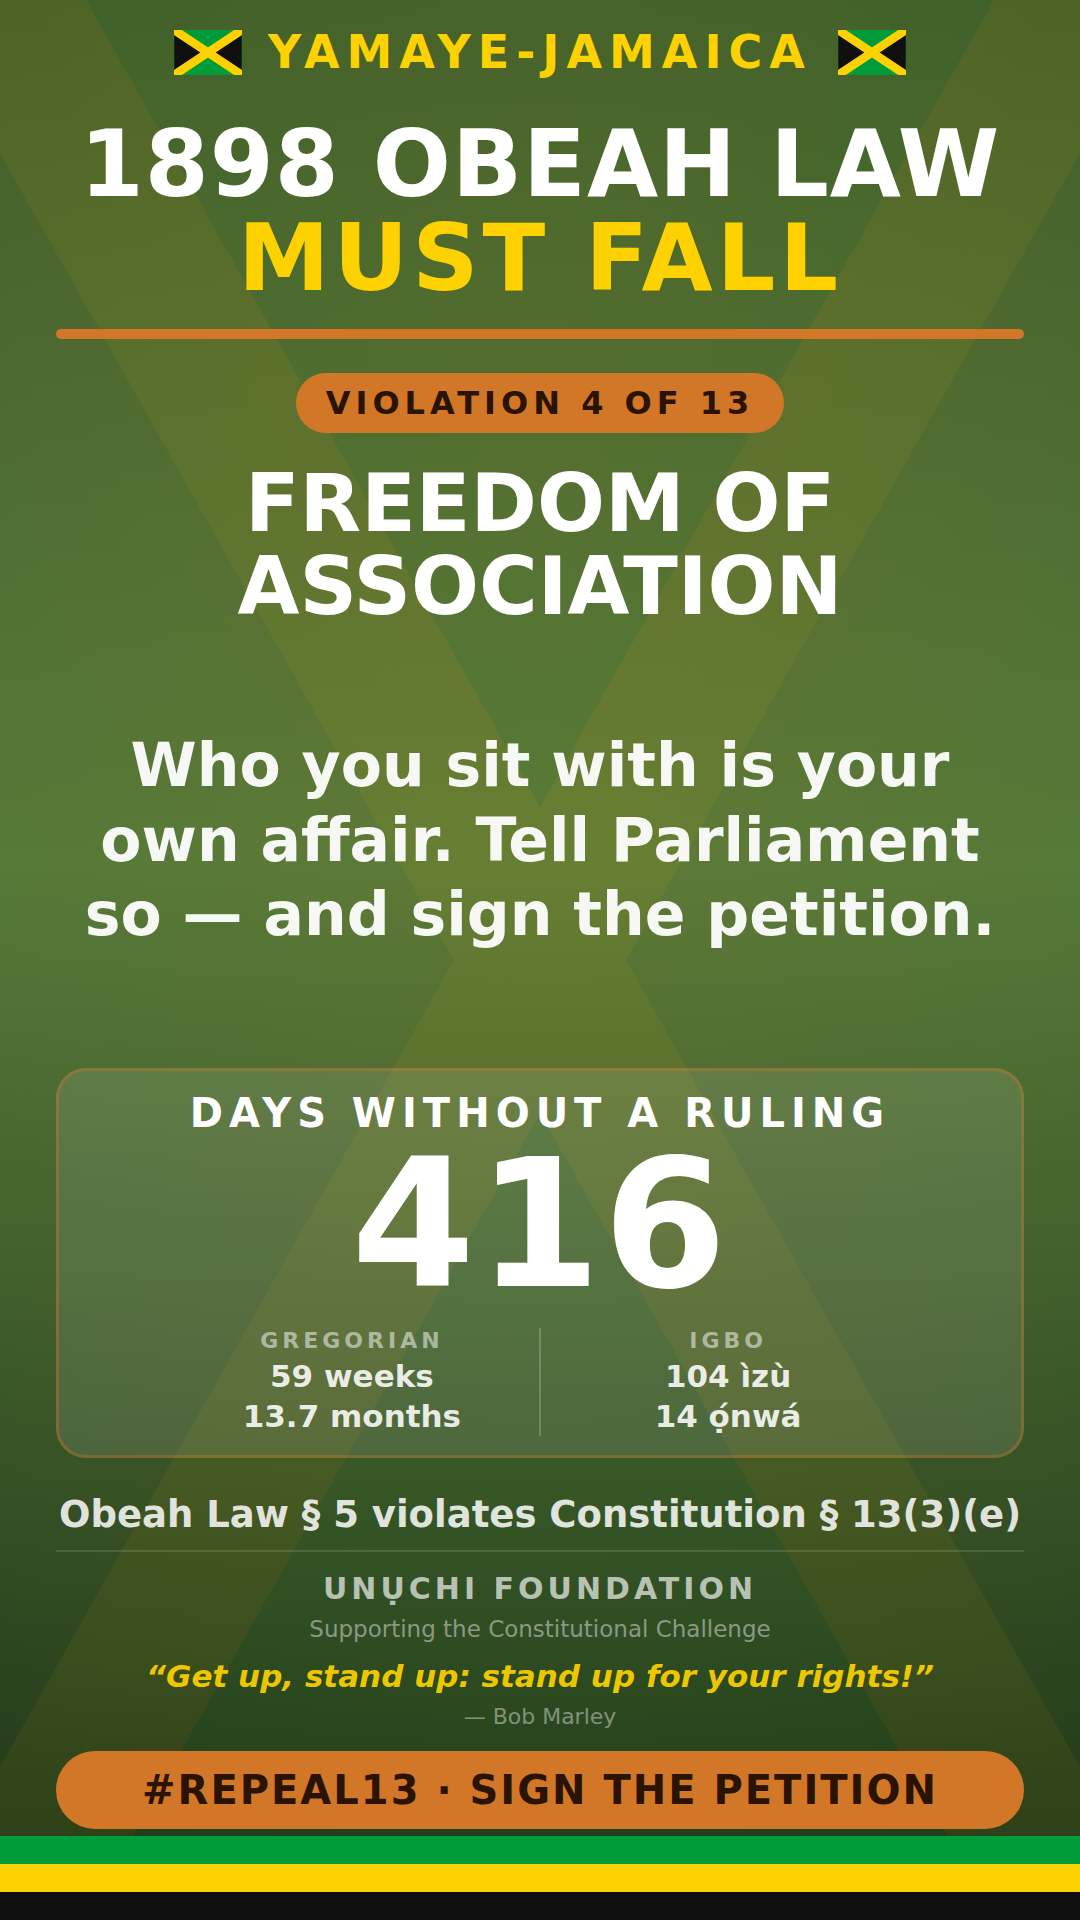 YAMAYE-JAMAICA
1898 OBEAH LAW
MUST FALL
VIOLATION 4 OF 13
FREEDOM OF
ASSOCIATION
Who you sit with is your
own affair. Tell Parliament
so — and sign the petition.
DAYS WITHOUT A RULING
416
GREGORIAN
59 weeks
13.7 months
IGBO
104 ìzù
14 ọ́nwá
Obeah Law § 5 violates Constitution § 13(3)(e)
UNỤCHI FOUNDATION
Supporting the Constitutional Challenge
“Get up, stand up: stand up for your rights!”
— Bob Marley
#REPEAL13 · SIGN THE PETITION